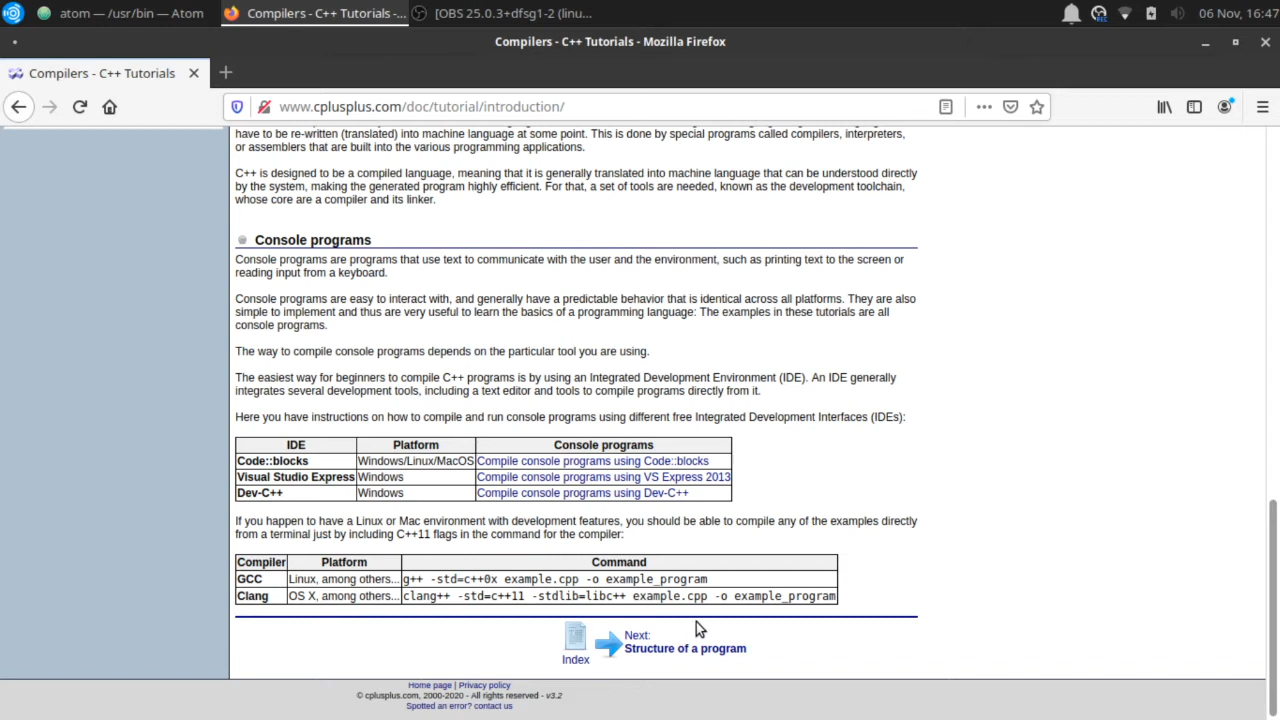 atom — /usr/bin — Atom
Compilers - C++ Tutorials -...
[OBS 25.0.3+dfsg1-2 (linu...
REC
06 Nov, 16:47
Compilers - C++ Tutorials - Mozilla Firefox
Compilers - C++ Tutorials
www.cplusplus.com/doc/tutorial/introduction/
have to be re-written (translated) into machine language at some point. This is done by special programs called compilers, interpreters,
or assemblers that are built into the various programming applications.
C++ is designed to be a compiled language, meaning that it is generally translated into machine language that can be understood directly
by the system, making the generated program highly efficient. For that, a set of tools are needed, known as the development toolchain,
whose core are a compiler and its linker.
Console programs
Console programs are programs that use text to communicate with the user and the environment, such as printing text to the screen or
reading input from a keyboard.
Console programs are easy to interact with, and generally have a predictable behavior that is identical across all platforms. They are also
simple to implement and thus are very useful to learn the basics of a programming language: The examples in these tutorials are all
console programs.
The way to compile console programs depends on the particular tool you are using.
The easiest way for beginners to compile C++ programs is by using an Integrated Development Environment (IDE). An IDE generally
integrates several development tools, including a text editor and tools to compile programs directly from it.
Here you have instructions on how to compile and run console programs using different free Integrated Development Interfaces (IDEs):
IDE Platform Console programs
Code::blocks Windows/Linux/MacOS Compile console programs using Code::blocks
Visual Studio Express Windows Compile console programs using VS Express 2013
Dev-C++ Windows Compile console programs using Dev-C++
If you happen to have a Linux or Mac environment with development features, you should be able to compile any of the examples directly
from a terminal just by including C++11 flags in the command for the compiler:
Compiler Platform Command
GCC Linux, among others... g++ -std=c++0x example.cpp -o example_program
Clang OS X, among others... clang++ -std=c++11 -stdlib=libc++ example.cpp -o example_program
Index
Next:
Structure of a program
Home page | Privacy policy
© cplusplus.com, 2000-2020 - All rights reserved - v3.2
Spotted an error? contact us